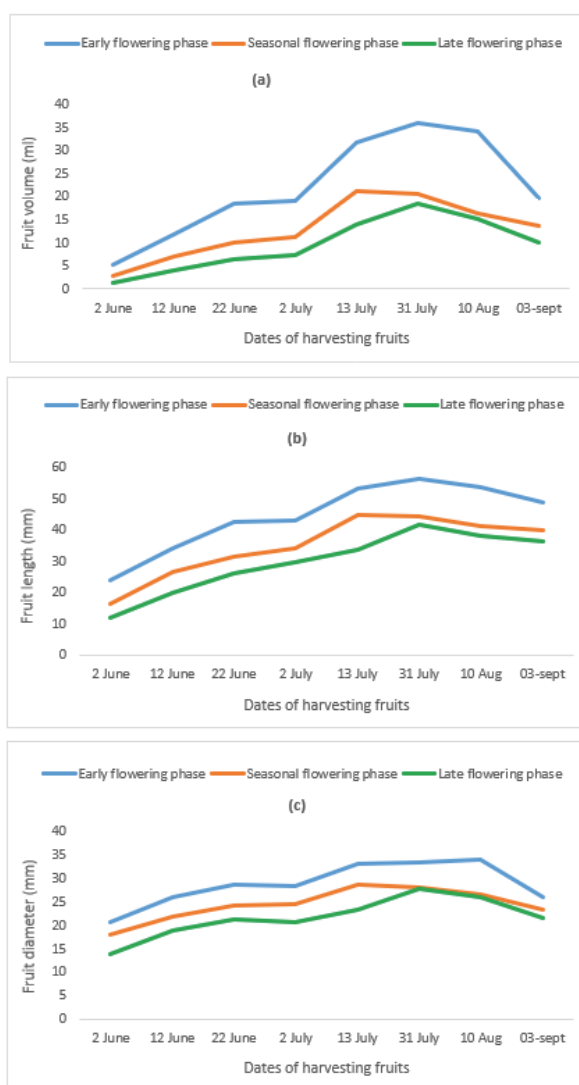 Early flowering phase Seasonal flowering phase Late flowering phase
(a)
40
35
30
25
20
15
10
5
0
Fruit volume (ml)
2 June 12 June 22 June 2 July 13 July 31 July 10 Aug 03-sept
Dates of harvesting fruits
Early flowering phase Seasonal flowering phase Late flowering phase
(b)
60
50
40
30
20
10
0
Fruit length (mm)
2 June 12 June 22 June 2 July 13 July 31 July 10 Aug 03-sept
Dates of harvesting fruits
Early flowering phase Seasonal flowering phase Late flowering phase
(c)
40
35
30
25
20
15
10
5
0
Fruit diameter (mm)
2 June 12 June 22 June 2 July 13 July 31 July 10 Aug 03-sept
Dates of harvesting fruits